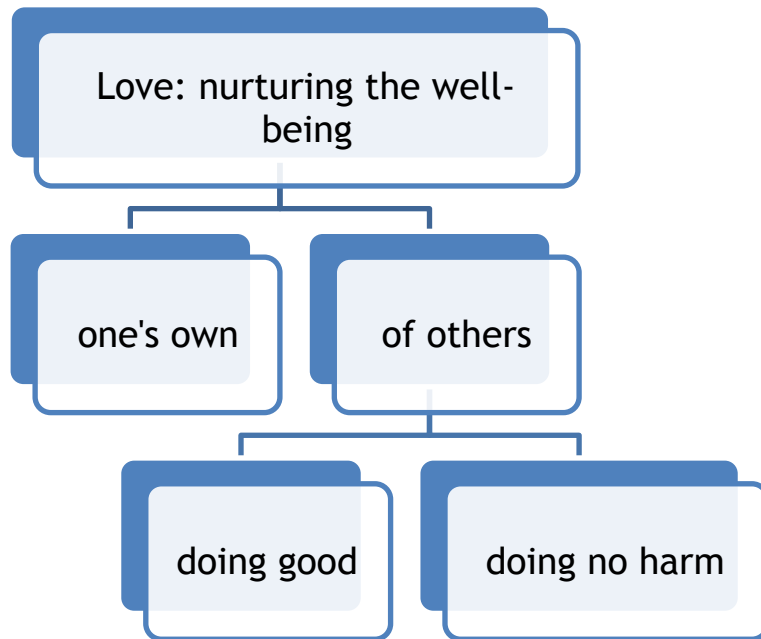 Love: nurturing the well-
being
one's own
of others
doing good
doing no harm